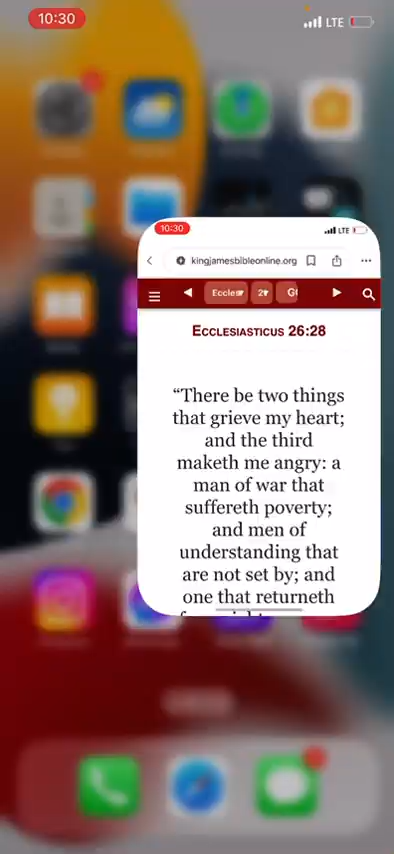 10:30
LTE
10:30
LTE
kingjamesbibleonline.org
Eccles
2
G
ECCLESIASTICUS 26:28
“There be two things
that grieve my heart;
and the third
maketh me angry: a
man of war that
suffereth poverty;
and men of
understanding that
are not set by; and
one that returneth